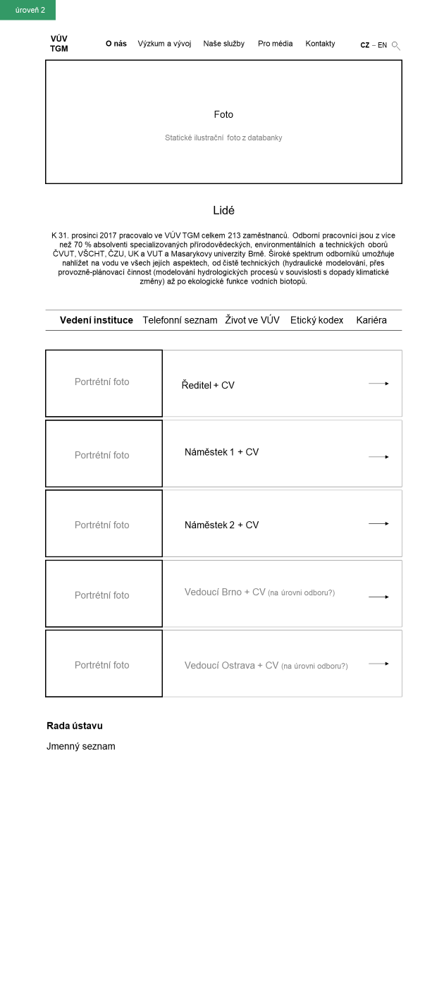 úroveň 2
VÚV
TGM
O nás Výzkum a vývoj Naše služby Pro média Kontakty CZ – EN
Foto
Statické ilustrační foto z databanky
Lidé
K 31. prosinci 2017 pracovalo ve VÚV TGM celkem 213 zaměstnanců. Odborní pracovníci jsou z více
než 70 % absolventi specializovaných přírodovědeckých, environmentálních a technických oborů
ČVUT, VŠCHT, ČZU, UK a VUT a Masarykovy univerzity Brně. Široké spektrum odborníků umožňuje
nahlížet na vodu ve všech jejích aspektech, od čistě technických (hydraulické modelování, přes
provozně-plánovací činnost (modelování hydrologických procesů v souvislosti s dopady klimatické
změny) až po ekologické funkce vodních biotopů.
Vedení instituce Telefonní seznam Život ve VÚV Etický kodex Kariéra
Portrétní foto
Ředitel + CV
Portrétní foto
Náměstek 1 + CV
Portrétní foto
Náměstek 2 + CV
Portrétní foto
Vedoucí Brno + CV (na úrovni odboru?)
Portrétní foto
Vedoucí Ostrava + CV (na úrovni odboru?)
Rada ústavu
Jmenný seznam